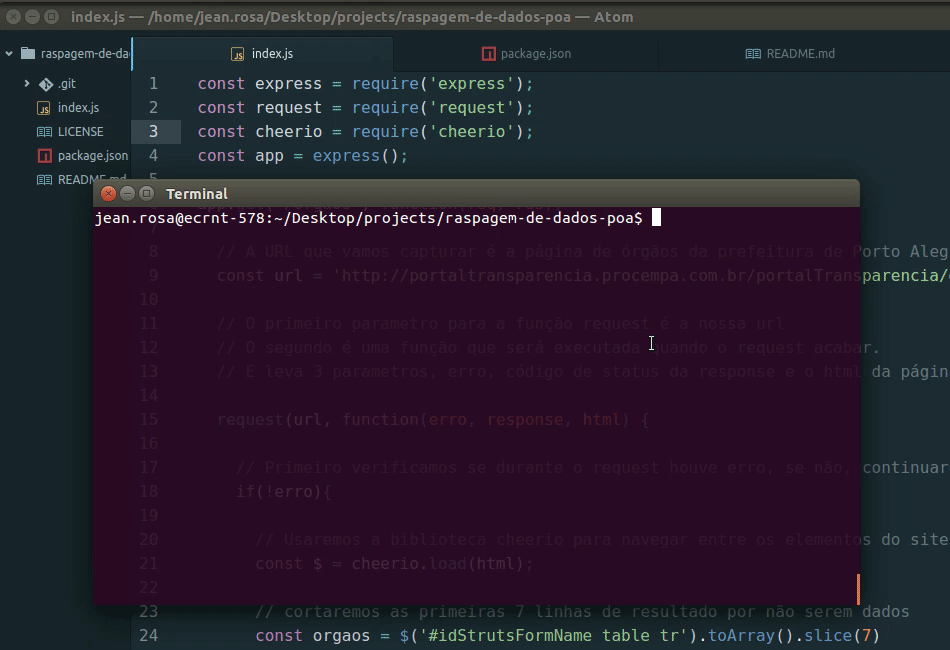 index.js — /home/jean.rosa/Desktop/projects/raspagem-de-dados-poa — Atom
raspagem-de-da
.git
index.js
LICENSE
package.json
README.md
index.js
package.json
README.md
1 const express = require('express');
2 const request = require('request');
3 const cheerio = require('cheerio');
4 const app = express();
5
Terminal
jean.rosa@ecrnt-578:~/Desktop/projects/raspagem-de-dados-poa$
7
8 // A URL que vamos capturar é a página de órgãos da prefeitura de Porto Aleg
9 const url = 'http://portaltransparencia.procempa.com.br/portalTransparencia/
10
11 // O primeiro parametro para a função request é a nossa url
12 // O segundo é uma função que será executada quando o request acabar.
13 // E leva 3 parametros, erro, código de status da response e o html da págin
14
15 request(url, function(erro, response, html) {
16
17 // Primeiro verificamos se durante o request houve erro, se não, continuar
18 if(!erro){
19
20 // Usaremos a biblioteca cheerio para navegar entre os elementos do site
21 const $ = cheerio.load(html);
22
23 // cortaremos as primeiras 7 linhas de resultado por não serem dados
24 const orgaos = $('#idStrutsFormName table tr').toArray().slice(7)